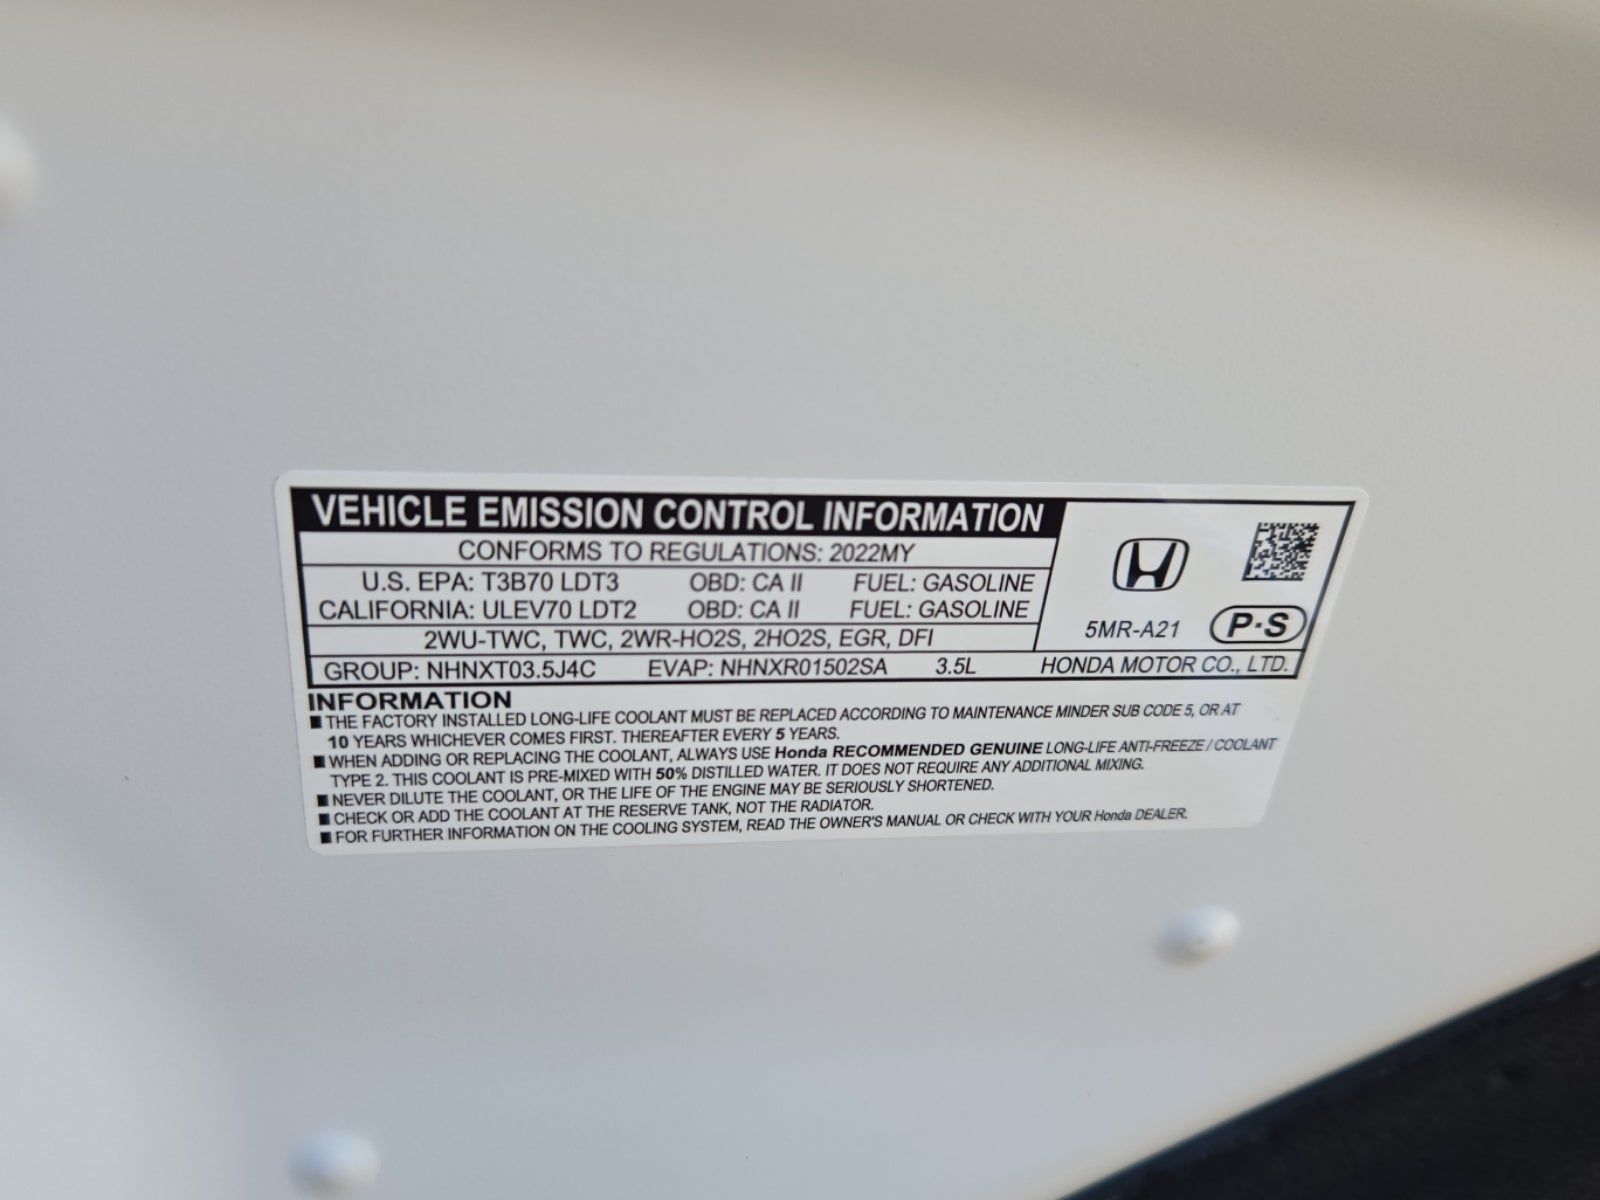 VEHICLE EMISSION CONTROL INFORMATION
CONFORMS TO REGULATIONS: 2022MY
U.S. EPA: T3B70 LDT3 OBD: CA II FUEL: GASOLINE
CALIFORNIA: ULEV70 LDT2 OBD: CA II FUEL: GASOLINE
2WU-TWC, TWC, 2WR-HO2S, 2HO2S, EGR, DFI
5MR-A21 P·S
GROUP: NHNXT03.5J4C EVAP: NHNXR01502SA 3.5L HONDA MOTOR CO., LTD.
INFORMATION
■ THE FACTORY INSTALLED LONG-LIFE COOLANT MUST BE REPLACED ACCORDING TO MAINTENANCE MINDER SUB CODE 5, OR AT
10 YEARS WHICHEVER COMES FIRST. THEREAFTER EVERY 5 YEARS.
■ WHEN ADDING OR REPLACING THE COOLANT, ALWAYS USE Honda RECOMMENDED GENUINE LONG-LIFE ANTI-FREEZE / COOLANT
TYPE 2. THIS COOLANT IS PRE-MIXED WITH 50% DISTILLED WATER. IT DOES NOT REQUIRE ANY ADDITIONAL MIXING.
■ NEVER DILUTE THE COOLANT, OR THE LIFE OF THE ENGINE MAY BE SERIOUSLY SHORTENED.
■ CHECK OR ADD THE COOLANT AT THE RESERVE TANK, NOT THE RADIATOR.
■ FOR FURTHER INFORMATION ON THE COOLING SYSTEM, READ THE OWNER'S MANUAL OR CHECK WITH YOUR Honda DEALER.